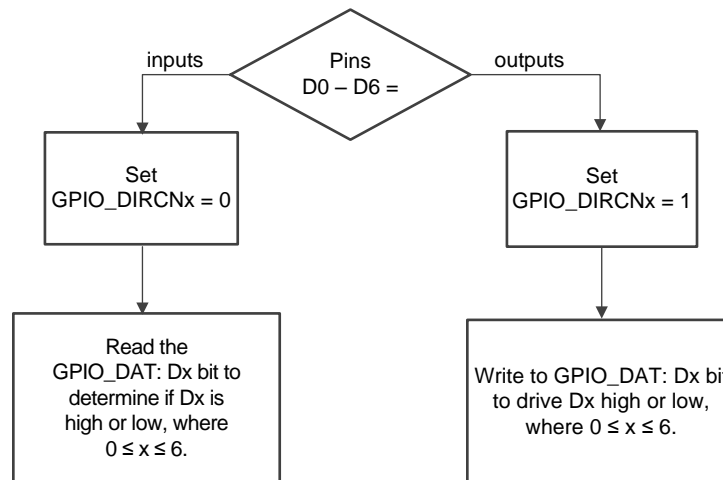 inputs
Pins
D0 – D6 =
outputs
Set
GPIO_DIRCNx = 0
Set
GPIO_DIRCNx = 1
Read the
GPIO_DAT: Dx bit to
determine if Dx is
high or low, where
0 ≤ x ≤ 6.
Write to GPIO_DAT: Dx bit
to drive Dx high or low,
where 0 ≤ x ≤ 6.